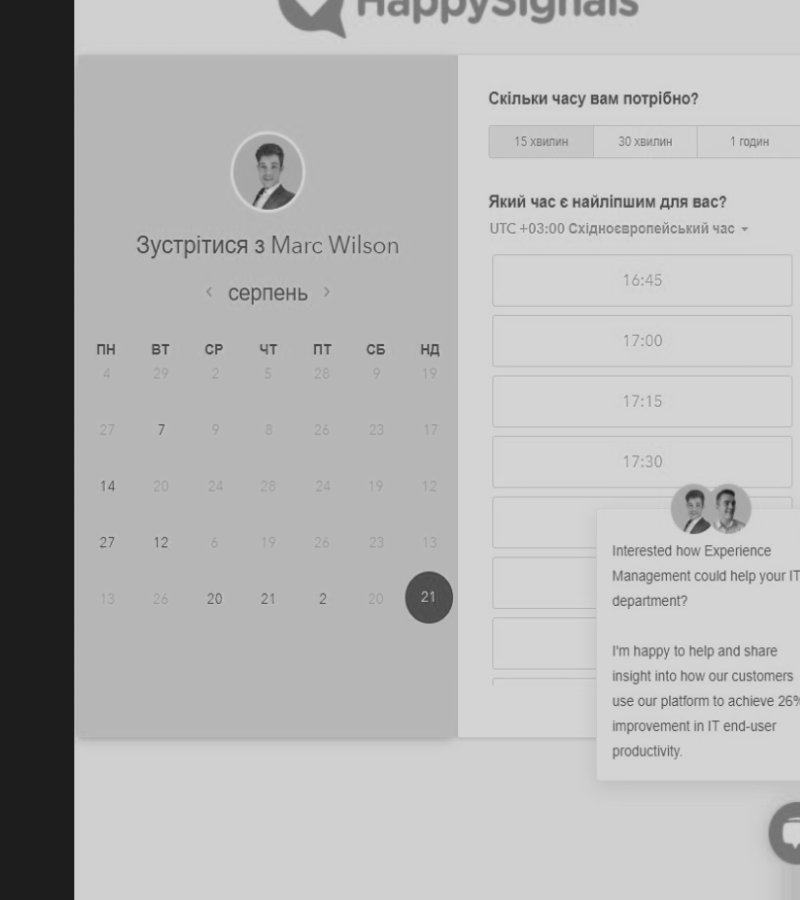 HappySignals
Зустрітися з Marc Wilson
серпень
ПН ВТ СР ЧТ ПТ СБ НД
4 29 2 5 28 9 19
27 7 9 8 26 23 17
14 20 24 28 24 19 12
27 12 6 19 26 23 13
13 26 20 21 2 20 21
Скільки часу вам потрібно?
15 хвилин 30 хвилин 1 годин
Який час є найліпшим для вас?
UTC +03:00 Східноєвропейський час
16:45
17:00
17:15
17:30
Interested how Experience
Management could help your IT
department?
I'm happy to help and share
insight into how our customers
use our platform to achieve 26%
improvement in IT end-user
productivity.